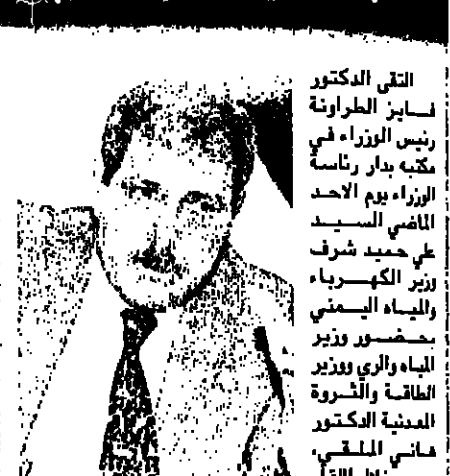 التقى الدكتور
فايز الطراونة
رئيس الوزراء في
مكتبه بدار رئاسة
الوزراء يوم الاحد
الماضي السيد
علي حميد شرف
وزير الكهرباء
والمياه اليمني
بحضور وزير
المياه والري ووزير
الطاقة والثروة
المعدنية الدكتور
هاني الملقي،